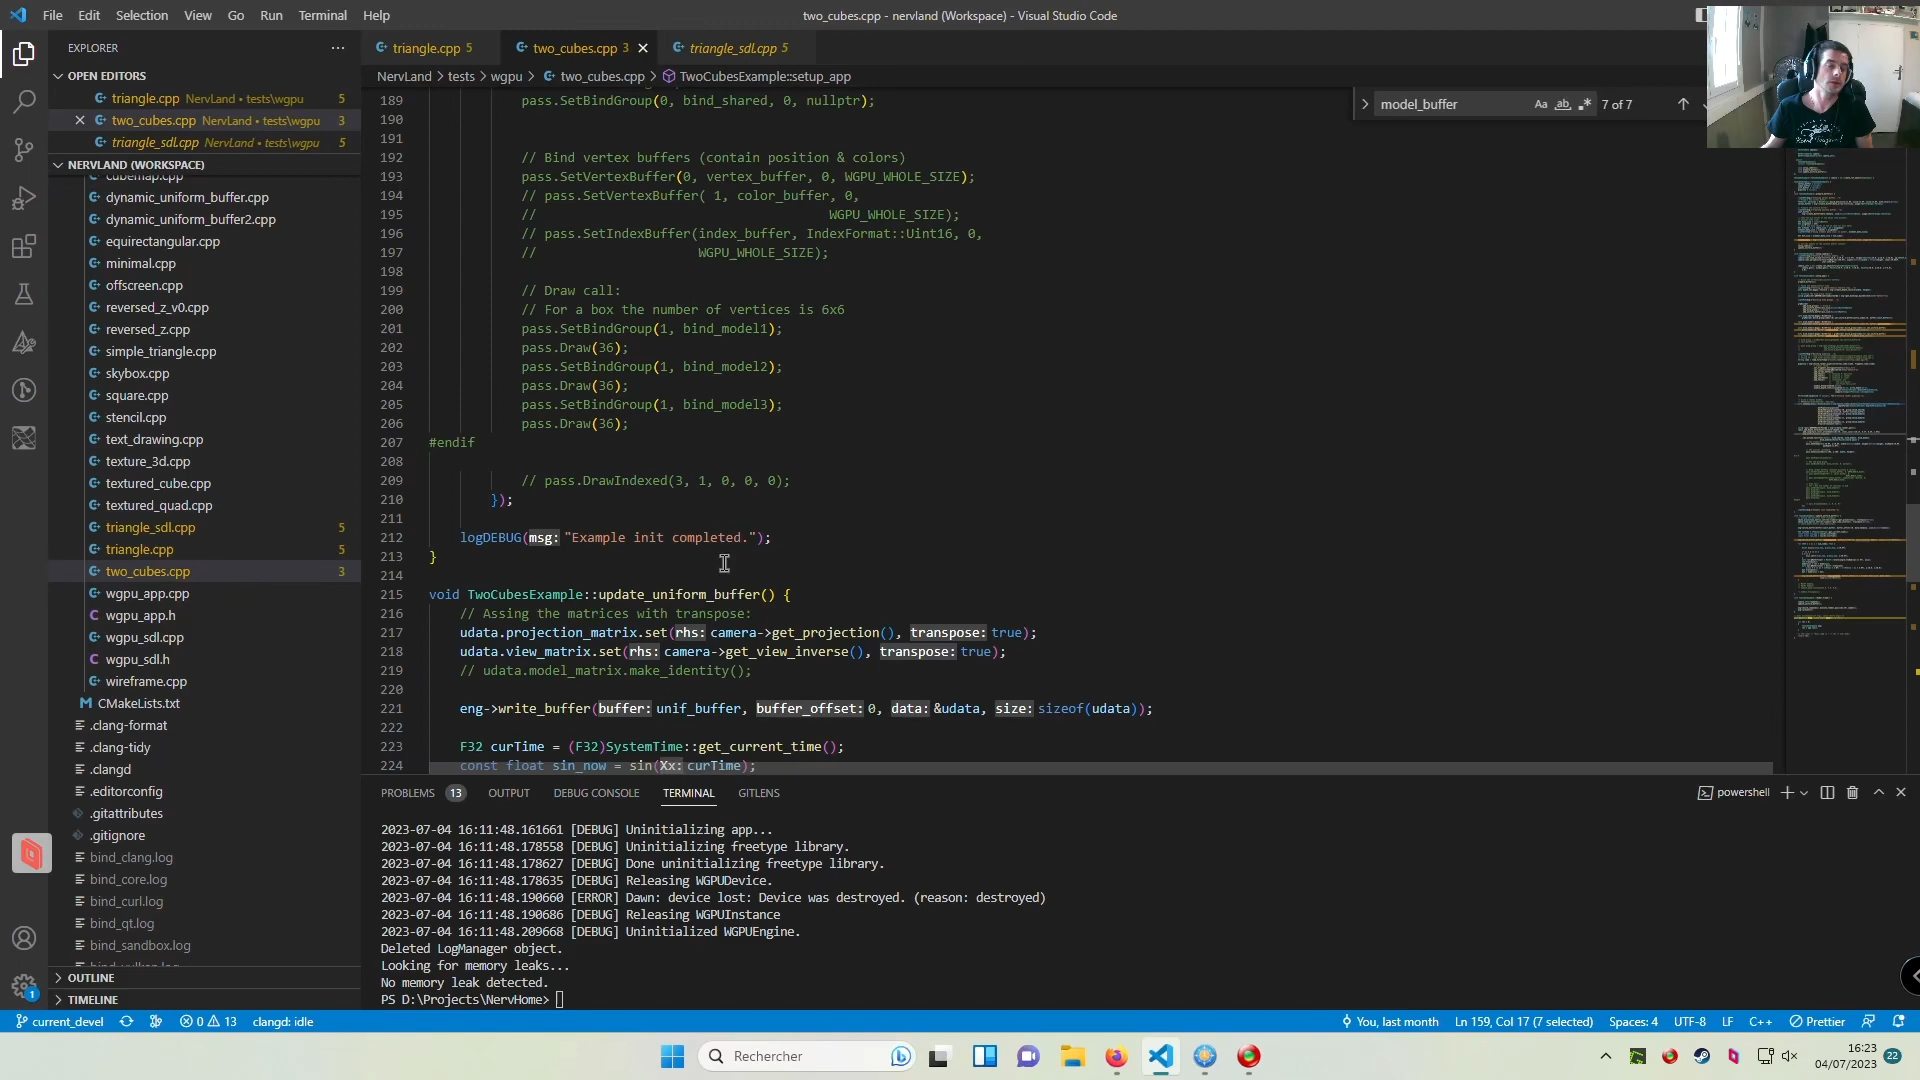 File Edit Selection View Go Run Terminal Help
two_cubes.cpp - nervland (Workspace) - Visual Studio Code
EXPLORER
OPEN EDITORS
triangle.cpp NervLand • tests\wgpu 5
two_cubes.cpp NervLand • tests\wgpu 3
triangle_sdl.cpp NervLand • tests\wgpu 5
NERVLAND (WORKSPACE)
cubemap.cpp
dynamic_uniform_buffer.cpp
dynamic_uniform_buffer2.cpp
equirectangular.cpp
minimal.cpp
offscreen.cpp
reversed_z_v0.cpp
reversed_z.cpp
simple_triangle.cpp
skybox.cpp
square.cpp
stencil.cpp
text_drawing.cpp
texture_3d.cpp
textured_cube.cpp
textured_quad.cpp
triangle_sdl.cpp 5
triangle.cpp 5
two_cubes.cpp 3
wgpu_app.cpp
wgpu_app.h
wgpu_sdl.cpp
wgpu_sdl.h
wireframe.cpp
CMakeLists.txt
.clang-format
.clang-tidy
.clangd
.editorconfig
.gitattributes
.gitignore
bind_clang.log
bind_core.log
bind_curl.log
bind_qt.log
bind_sandbox.log
OUTLINE
TIMELINE
triangle.cpp 5 two_cubes.cpp 3 triangle_sdl.cpp 5
NervLand > tests > wgpu > two_cubes.cpp > TwoCubesExample::setup_app
model_buffer Aa ab 7 of 7
189 pass.SetBindGroup(0, bind_shared, 0, nullptr);
190
191
192 // Bind vertex buffers (contain position & colors)
193 pass.SetVertexBuffer(0, vertex_buffer, 0, WGPU_WHOLE_SIZE);
194 // pass.SetVertexBuffer( 1, color_buffer, 0,
195 // WGPU_WHOLE_SIZE);
196 // pass.SetIndexBuffer(index_buffer, IndexFormat::Uint16, 0,
197 // WGPU_WHOLE_SIZE);
198
199 // Draw call:
200 // For a box the number of vertices is 6x6
201 pass.SetBindGroup(1, bind_model1);
202 pass.Draw(36);
203 pass.SetBindGroup(1, bind_model2);
204 pass.Draw(36);
205 pass.SetBindGroup(1, bind_model3);
206 pass.Draw(36);
207 #endif
208
209 // pass.DrawIndexed(3, 1, 0, 0, 0);
210 });
211
212 logDEBUG(msg: "Example init completed.");
213 }
214
215 void TwoCubesExample::update_uniform_buffer() {
216 // Assing the matrices with transpose:
217 udata.projection_matrix.set(rhs: camera->get_projection(), transpose: true);
218 udata.view_matrix.set(rhs: camera->get_view_inverse(), transpose: true);
219 // udata.model_matrix.make_identity();
220
221 eng->write_buffer(buffer: unif_buffer, buffer_offset: 0, data: &udata, size: sizeof(udata));
222
223 F32 curTime = (F32)SystemTime::get_current_time();
224 const float sin_now = sin(Xx: curTime);
PROBLEMS 13 OUTPUT DEBUG CONSOLE TERMINAL GITLENS
powershell
2023-07-04 16:11:48.161661 [DEBUG] Uninitializing app...
2023-07-04 16:11:48.178558 [DEBUG] Uninitializing freetype library.
2023-07-04 16:11:48.178627 [DEBUG] Done uninitializing freetype library.
2023-07-04 16:11:48.178635 [DEBUG] Releasing WGPUDevice.
2023-07-04 16:11:48.190660 [ERROR] Dawn: device lost: Device was destroyed. (reason: destroyed)
2023-07-04 16:11:48.190686 [DEBUG] Releasing WGPUInstance
2023-07-04 16:11:48.209668 [DEBUG] Uninitialized WGPUEngine.
Deleted LogManager object.
Looking for memory leaks...
No memory leak detected.
PS D:\Projects\NervHome>
1
current_devel 0 13 clangd: idle
You, last month Ln 159, Col 17 (7 selected) Spaces: 4 UTF-8 LF C++ Prettier
Rechercher
16:23
04/07/2023
22